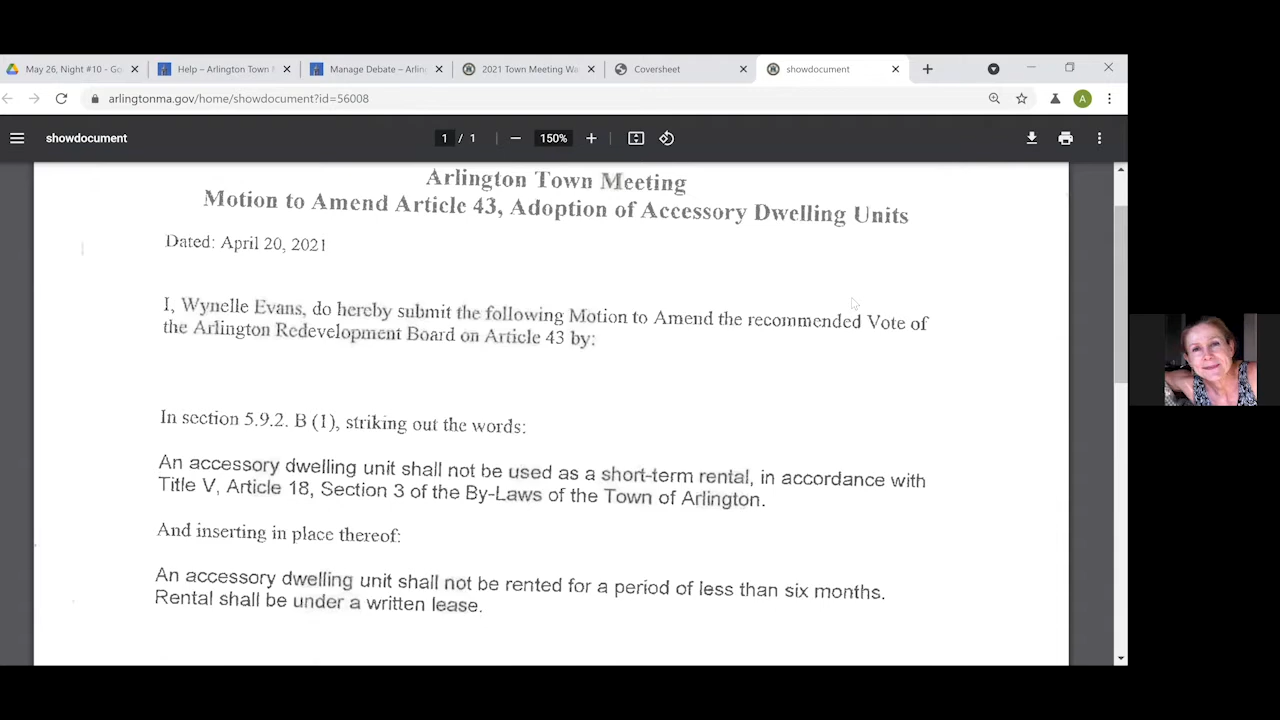 May 26, Night #10 - Go
Help – Arlington Town
Manage Debate – Arlin
2021 Town Meeting Wa
Coversheet
showdocument
arlingtonma.gov/home/showdocument?id=56008
A
showdocument
1 / 1
150%
Arlington Town Meeting
Motion to Amend Article 43, Adoption of Accessory Dwelling Units
Dated: April 20, 2021
I, Wynelle Evans, do hereby submit the following Motion to Amend the recommended Vote of
the Arlington Redevelopment Board on Article 43 by:
In section 5.9.2. B (1), striking out the words:
An accessory dwelling unit shall not be used as a short-term rental, in accordance with
Title V, Article 18, Section 3 of the By-Laws of the Town of Arlington.
And inserting in place thereof:
An accessory dwelling unit shall not be rented for a period of less than six months.
Rental shall be under a written lease.